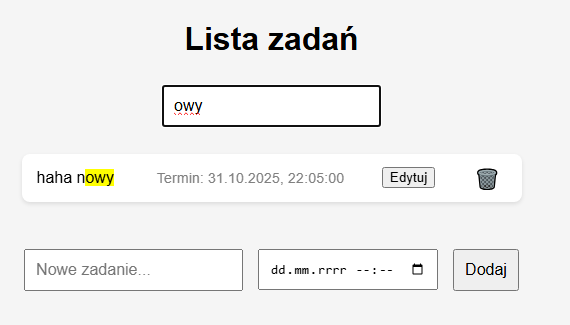 Lista zadań
owy
haha nowy Termin: 31.10.2025, 22:05:00 Edytuj
Nowe zadanie... dd.mm.rrrr --:-- Dodaj